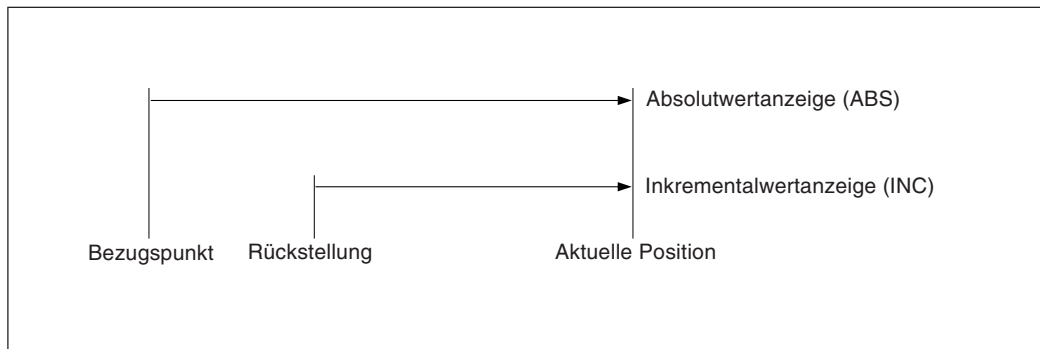 Absolutwertanzeige (ABS)
Inkrementalwertanzeige (INC)
Bezugspunkt Rückstellung Aktuelle Position